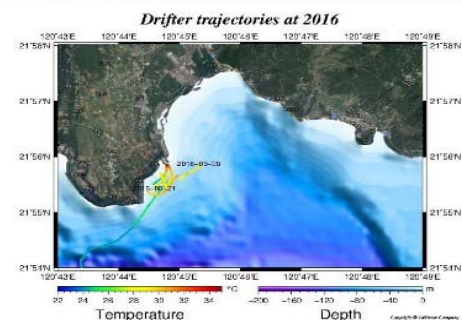 Drifter trajectories at 2016
120°43'E 120°44'E 120°45'E 120°46'E 120°47'E 120°48'E 120°49'E
21°58'N 21°58'N
21°57'N 21°57'N
21°56'N 21°56'N
21°55'N 21°55'N
21°54'N 21°54'N
120°43'E 120°44'E 120°45'E 120°46'E 120°47'E 120°48'E 120°49'E
°C m
22 24 26 28 30 32 34 -200 -160 -120 -80 -40 0
Temperature Depth